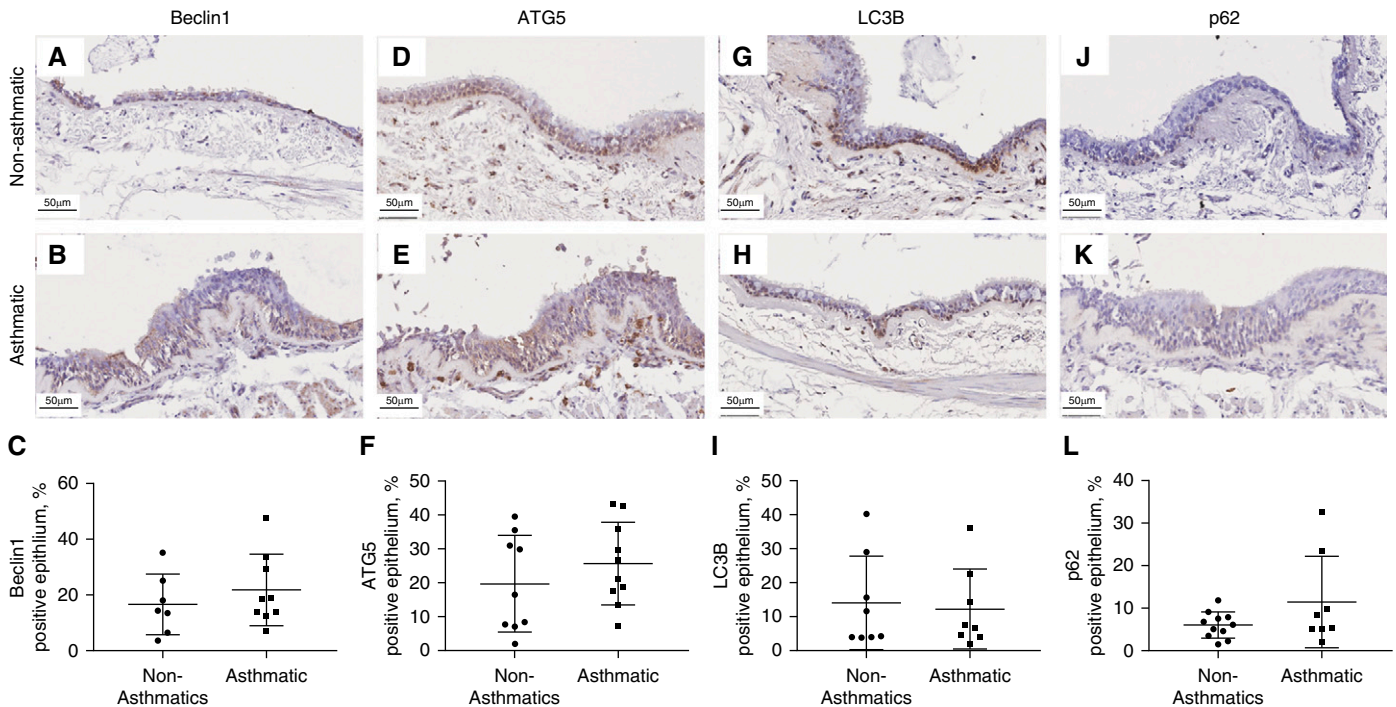 Beclin1 ATG5 LC3B p62
Non-asthmatic
A D G J
50μm 50μm 50μm 50μm
Asthmatic
B E H K
50μm 50μm 50μm 50μm
C
Beclin1
positive epithlium, %
60
40
20
0
Non-
Asthmatics
Asthmatic
F
ATG5
positive epithelium, %
50
40
30
20
10
0
Non-
Asthmatics
Asthmatic
I
LC3B
positive epithelium, %
50
40
30
20
10
0
Non-
Asthmatics
Asthmatic
L
p62
positive epithelium, %
40
30
20
10
0
Non-
Asthmatics
Asthmatic